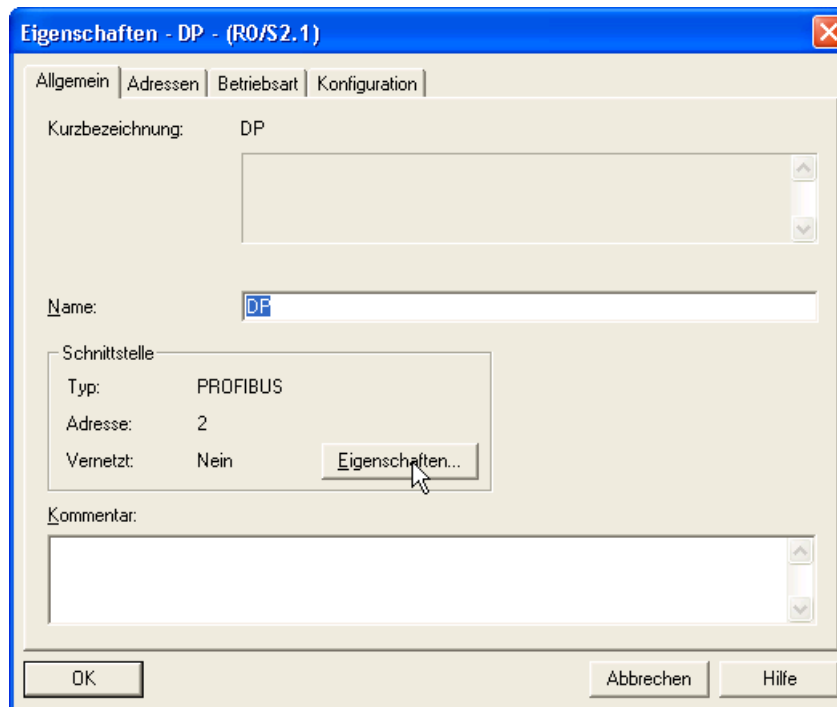 Eigenschaften - DP - (R0/S2.1)
Allgemein Adressen Betriebsart Konfiguration
Kurzbezeichnung: DP
Name: DP
Schnittstelle
Typ: PROFIBUS
Adresse: 2
Vernetzt: Nein Eigenschaften...
Kommentar:
OK Abbrechen Hilfe